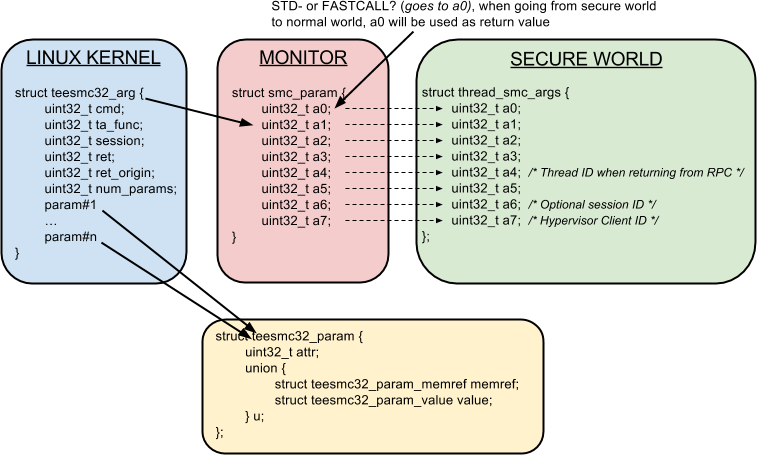 STD- or FASTCALL? (goes to a0), when going from secure world
to normal world, a0 will be used as return value
LINUX KERNEL
struct teesmc32_arg {
uint32_t cmd;
uint32_t ta_func;
uint32_t session;
uint32_t ret;
uint32_t ret_origin;
uint32_t num_params;
param#1
...
param#n
}
MONITOR
struct smc_param {
uint32_t a0;
uint32_t a1;
uint32_t a2;
uint32_t a3;
uint32_t a4;
uint32_t a5;
uint32_t a6;
uint32_t a7;
}
SECURE WORLD
struct thread_smc_args {
uint32_t a0;
uint32_t a1;
uint32_t a2;
uint32_t a3;
uint32_t a4; /* Thread ID when returning from RPC */
uint32_t a5;
uint32_t a6; /* Optional session ID */
uint32_t a7; /* Hypervisor Client ID */
};
struct teesmc32_param {
uint32_t attr;
union {
struct teesmc32_param_memref memref;
struct teesmc32_param_value value;
} u;
};